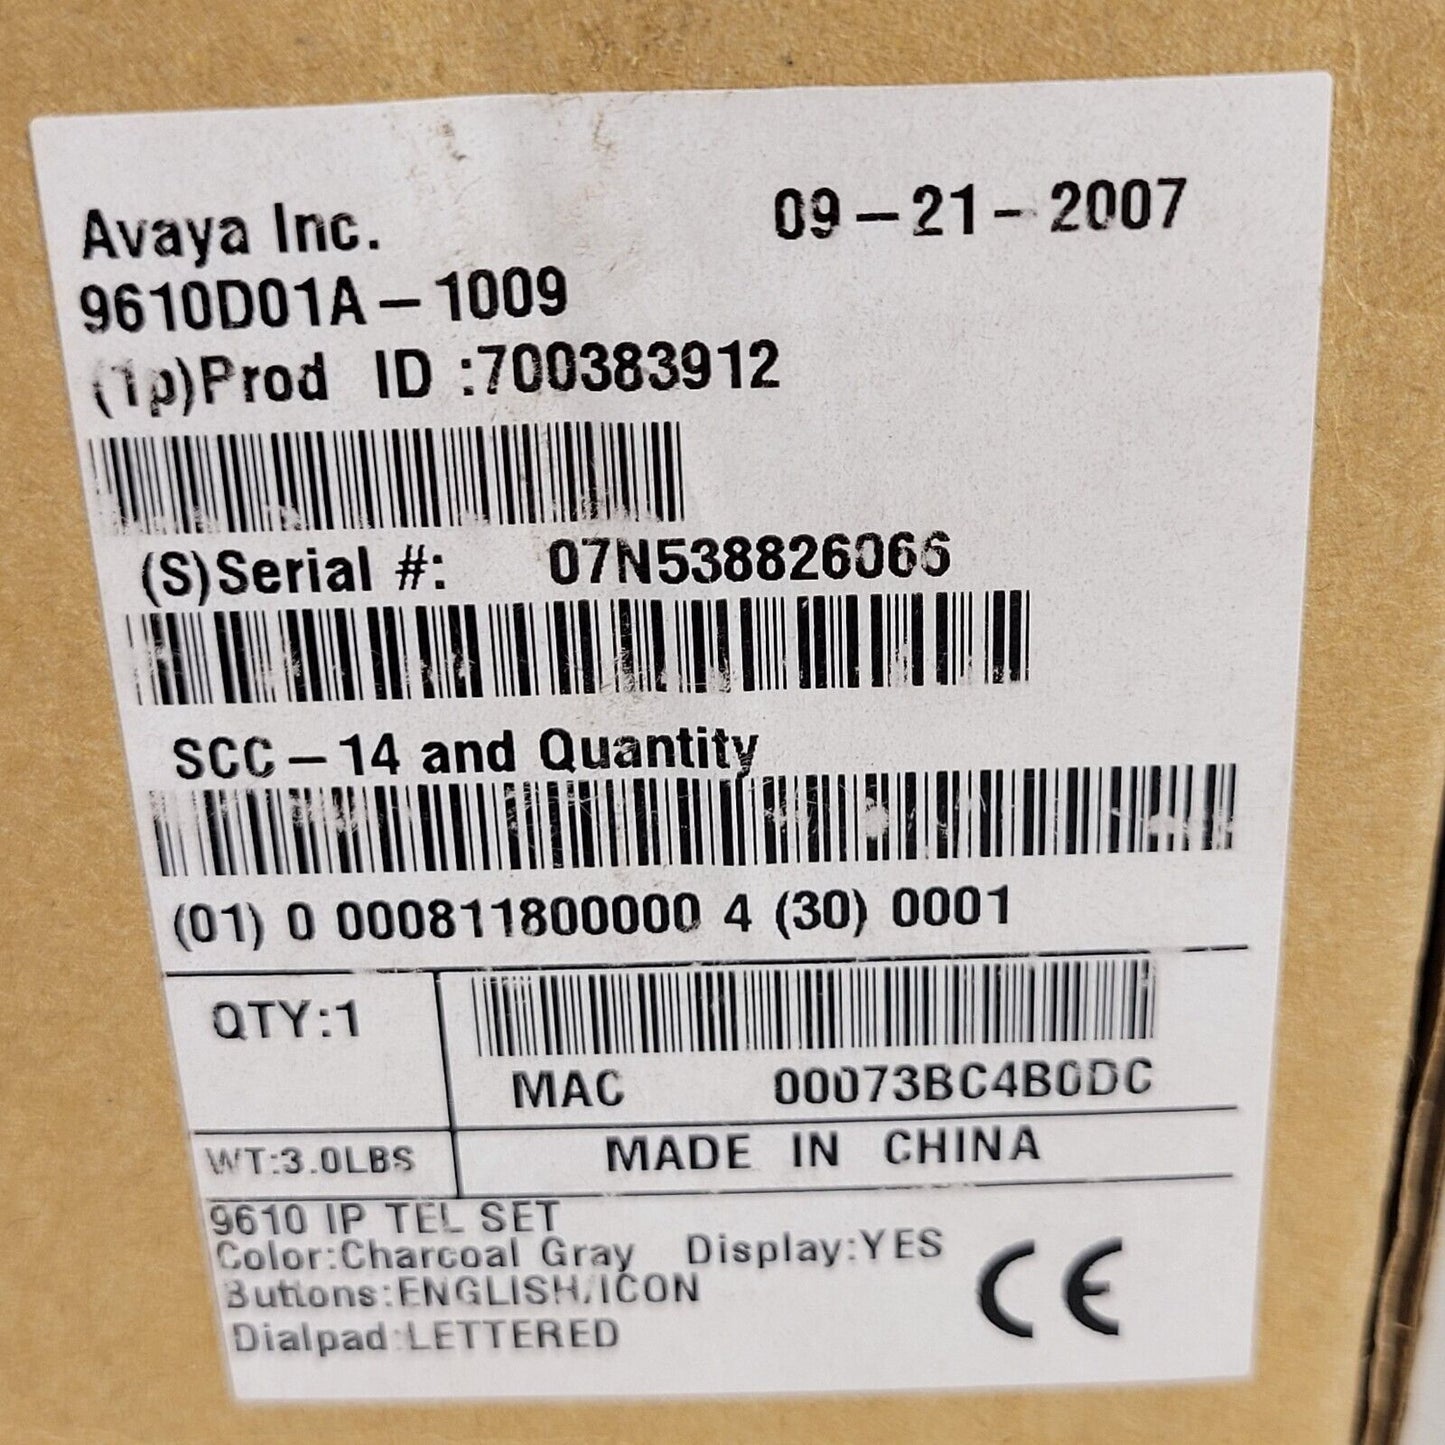 Avaya Inc. 09-21-2007
9610D01A-1009
(1p)Prod ID :700383912
(S)Serial #: 07N538826066
SCC-14 and Quantity
(01) 0 000811800000 4 (30) 0001
QTY:1
MAC 00073BC4B0DC
WT:3.0LBS MADE IN CHINA
9610 IP TEL SET
Color:Charcoal Gray Display:YES
Buttons:ENGLISH/ICON
Dialpad:LETTERED
CE